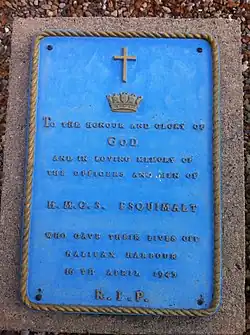 To the honour and glory of
God
and in loving memory of
the officers and men of
H.M.C.S. ESQUIMALT
who gave their lives off
Halifax Harbour
16th April 1945
R.I.P.